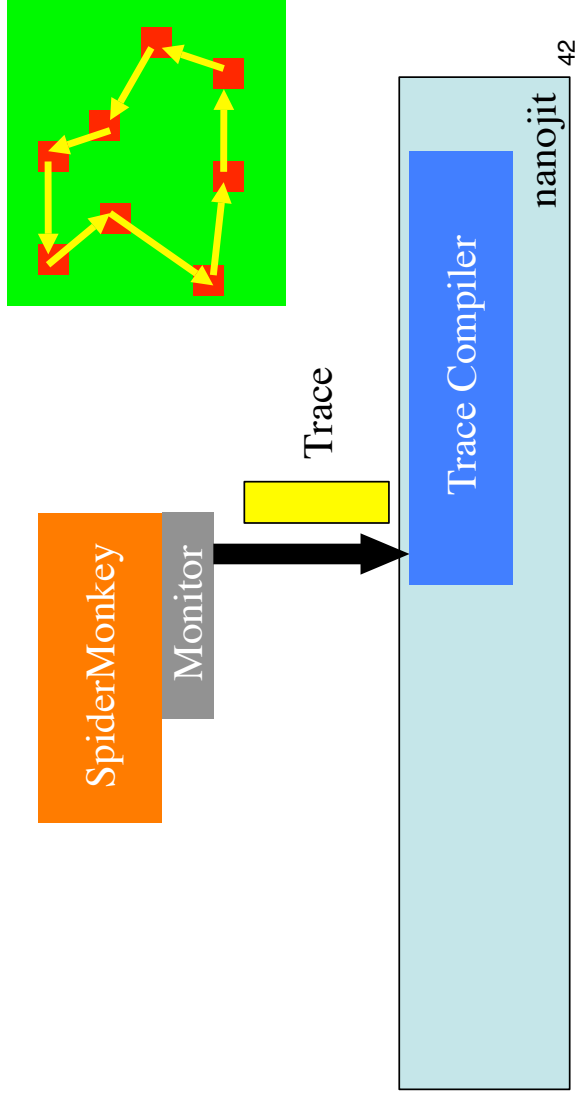 SpiderMonkey
Monitor
Trace
Trace Compiler
nanojit
42